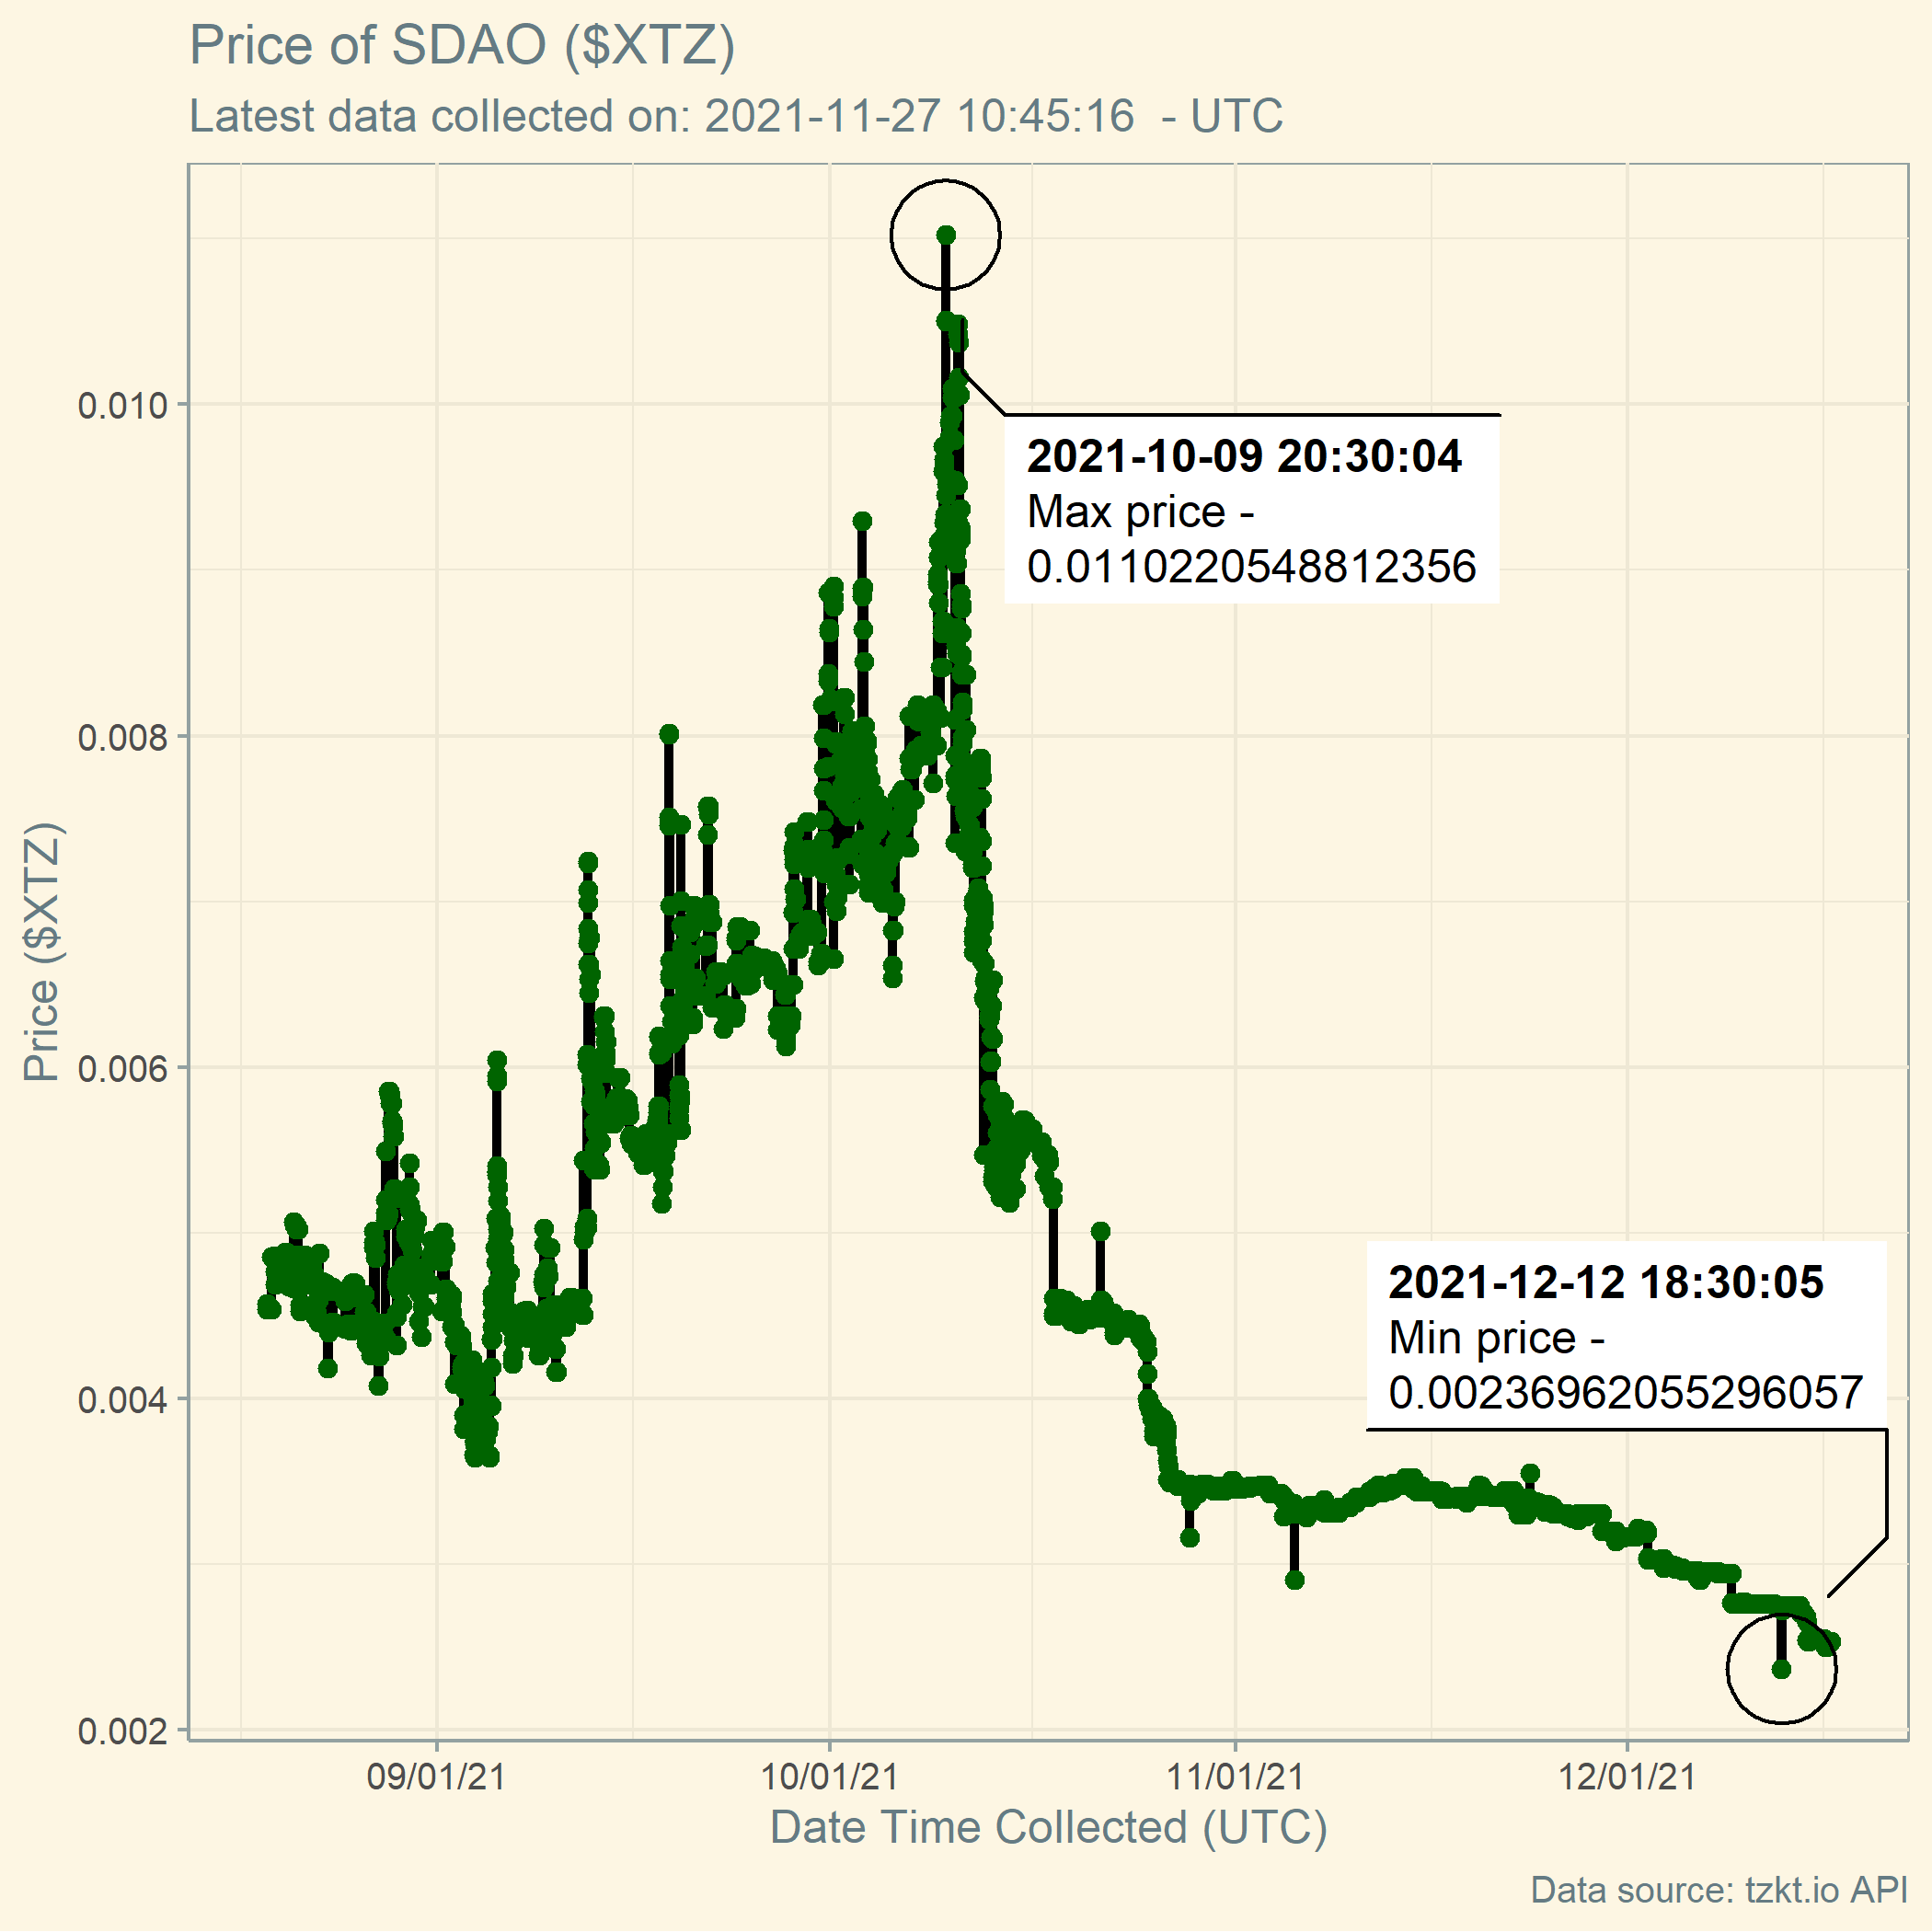 Price of SDAO ($XTZ)
Latest data collected on: 2021-11-27 10:45:16  - UTC
0.010
2021-10-09 20:30:04
Max price -
0.01102205488​12356
0.008
Price ($XTZ)
0.006
2021-12-12 18:30:05
Min price -
0.00236962055296057
0.004
0.002
09/01/21
10/01/21
11/01/21
12/01/21
Date Time Collected (UTC)
Data source: tzkt.io API